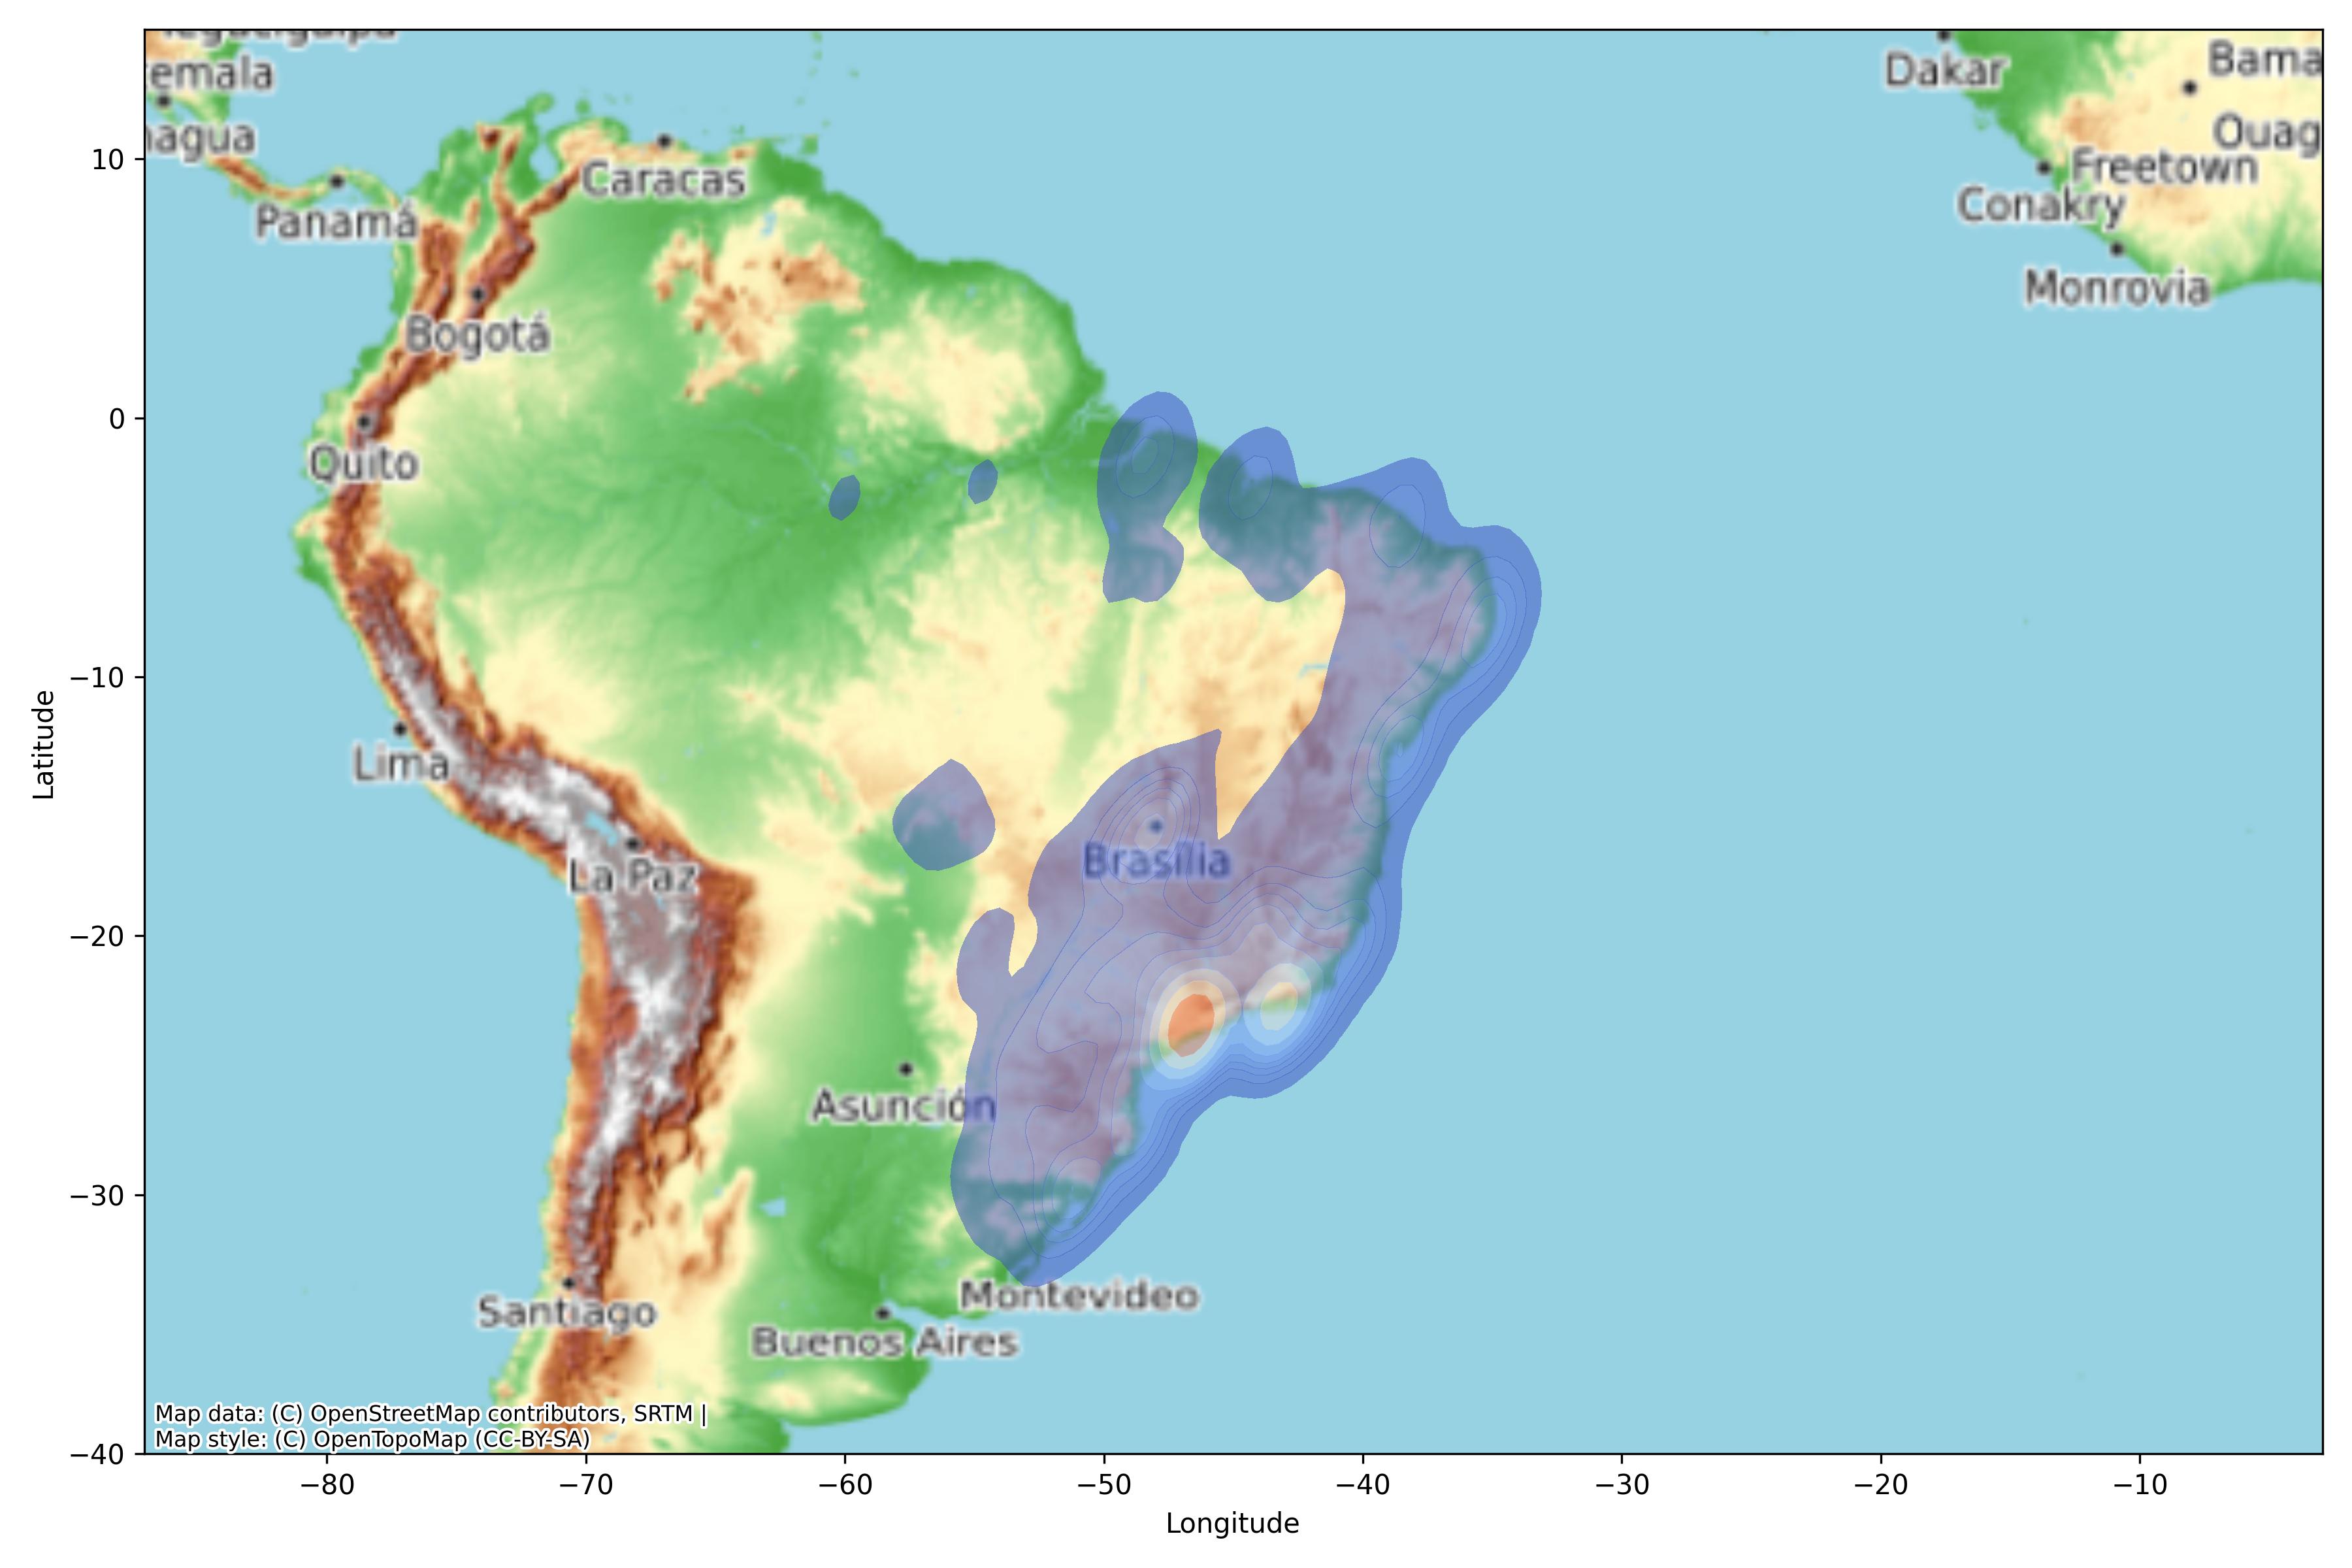 Tegucigalpa
emala
nagua
Panamá
Caracas
Bogotá
Quito
Lima
La Paz
Brasília
Asunción
Santiago
Montevideo
Buenos Aires
Dakar
Bama
Ouag
Freetown
Conakry
Monrovia
10
0
−10
−20
−30
−40
Latitude
−80
−70
−60
−50
−40
−30
−20
−10
Longitude
Map data: (C) OpenStreetMap contributors, SRTM |
Map style: (C) OpenTopoMap (CC-BY-SA)